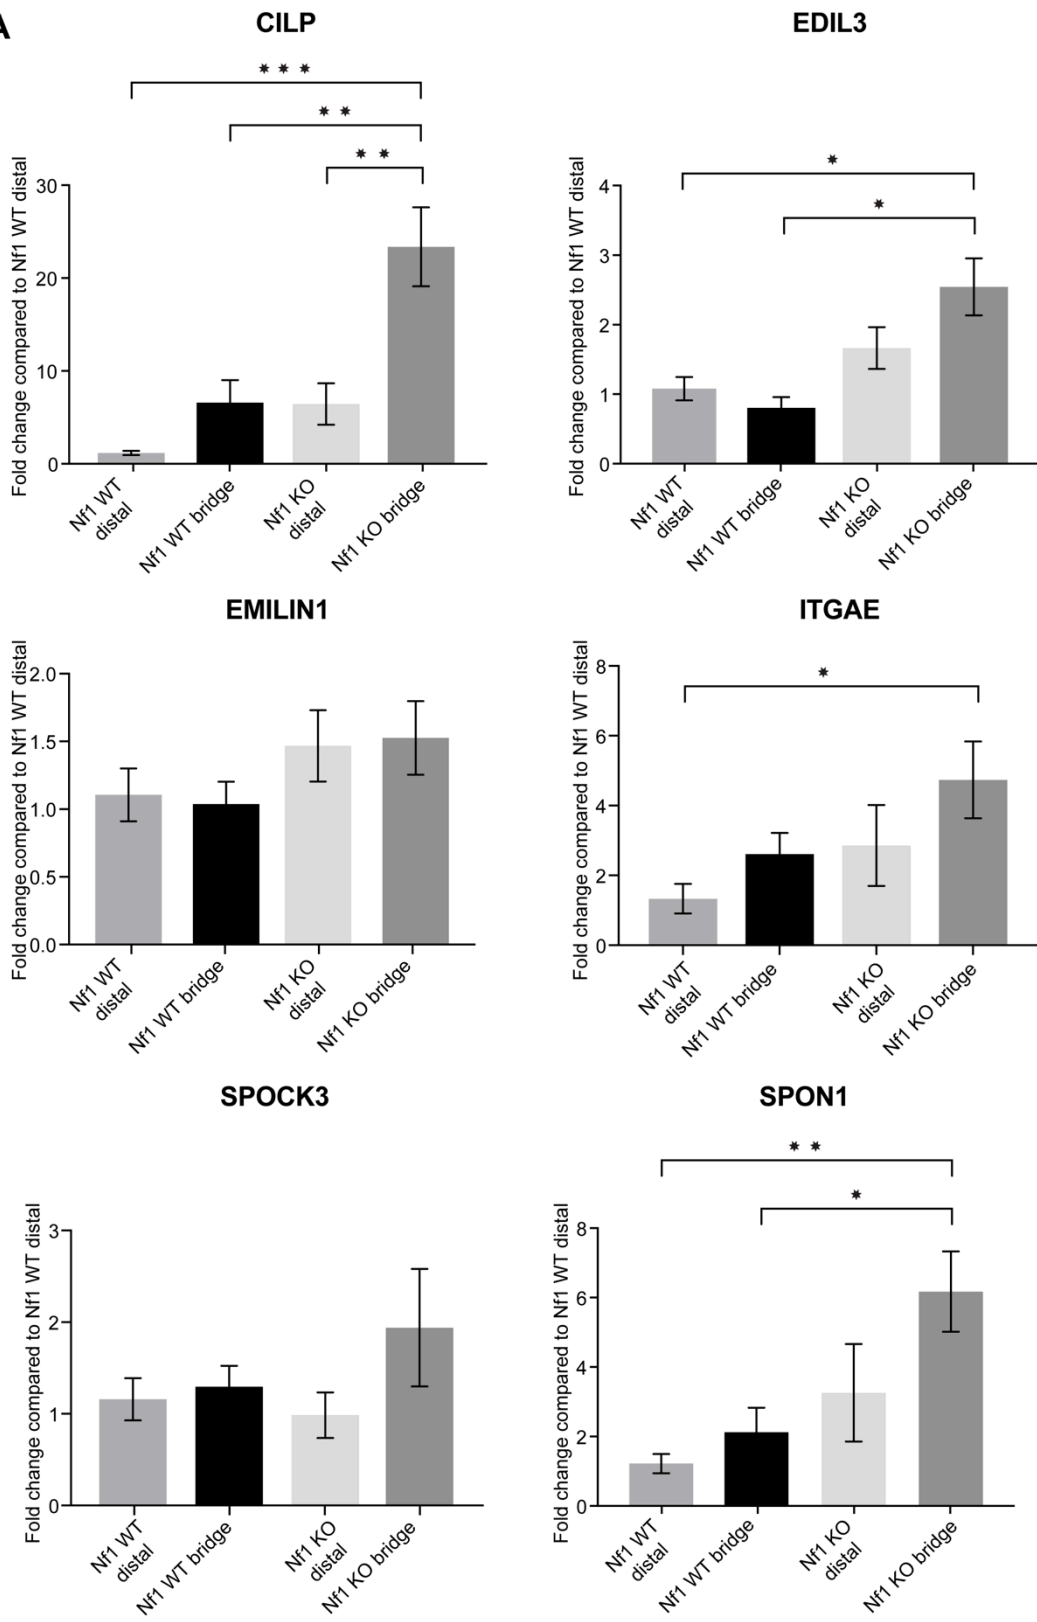 A
CILP
EDIL3
* * *
* *
* *
*
*
Fold change compared to Nf1 WT distal
30
20
10
0
Nf1 WT
distal
Nf1 WT bridge
Nf1 KO
distal
Nf1 KO bridge
Fold change compared to Nf1 WT distal
4
3
2
1
0
Nf1 WT
distal
Nf1 WT bridge
Nf1 KO
distal
Nf1 KO bridge
EMILIN1
ITGAE
Fold change compared to Nf1 WT distal
2.0
1.5
1.0
0.5
0.0
Nf1 WT
distal
Nf1 WT bridge
Nf1 KO
distal
Nf1 KO bridge
*
Fold change compared to Nf1 WT distal
8
6
4
2
0
Nf1 WT
distal
Nf1 WT bridge
Nf1 KO
distal
Nf1 KO bridge
SPOCK3
SPON1
Fold change compared to Nf1 WT distal
3
2
1
0
Nf1 WT
distal
Nf1 WT bridge
Nf1 KO
distal
Nf1 KO bridge
* *
*
Fold change compared to Nf1 WT distal
8
6
4
2
0
Nf1 WT
distal
Nf1 WT bridge
Nf1 KO
distal
Nf1 KO bridge